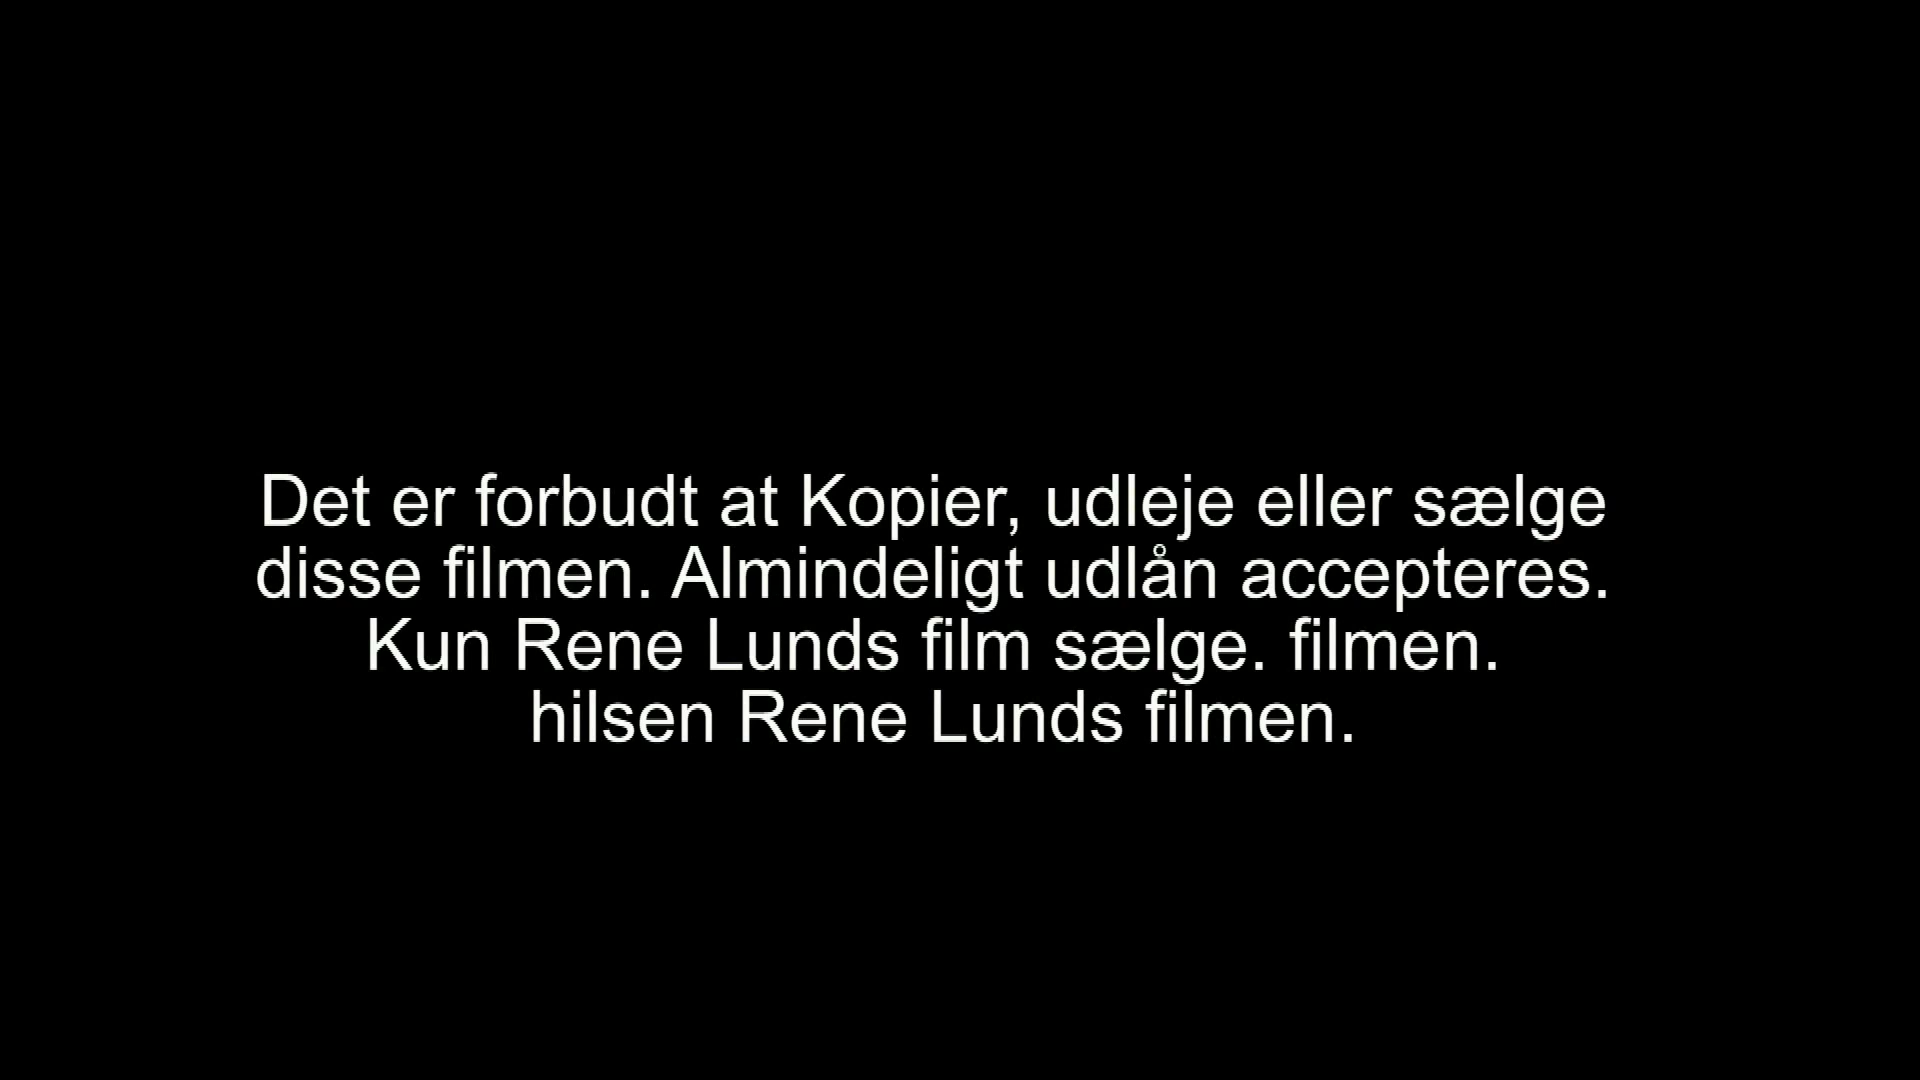 Det er forbudt at Kopier, udleje eller sælge
disse filmen. Almindeligt udlån accepteres.
Kun Rene Lunds film sælge. filmen.
hilsen Rene Lunds filmen.